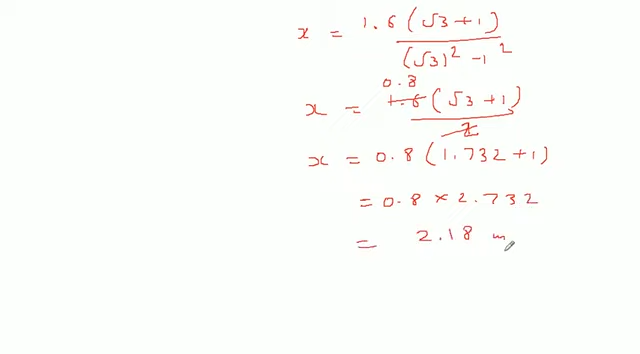 x = 1.6 (√3 + 1) / (√3)² - 1²
0.8
x = 1.6 (√3 + 1) / 2
x = 0.8 (1.732 + 1)
= 0.8 × 2.732
= 2.18 m